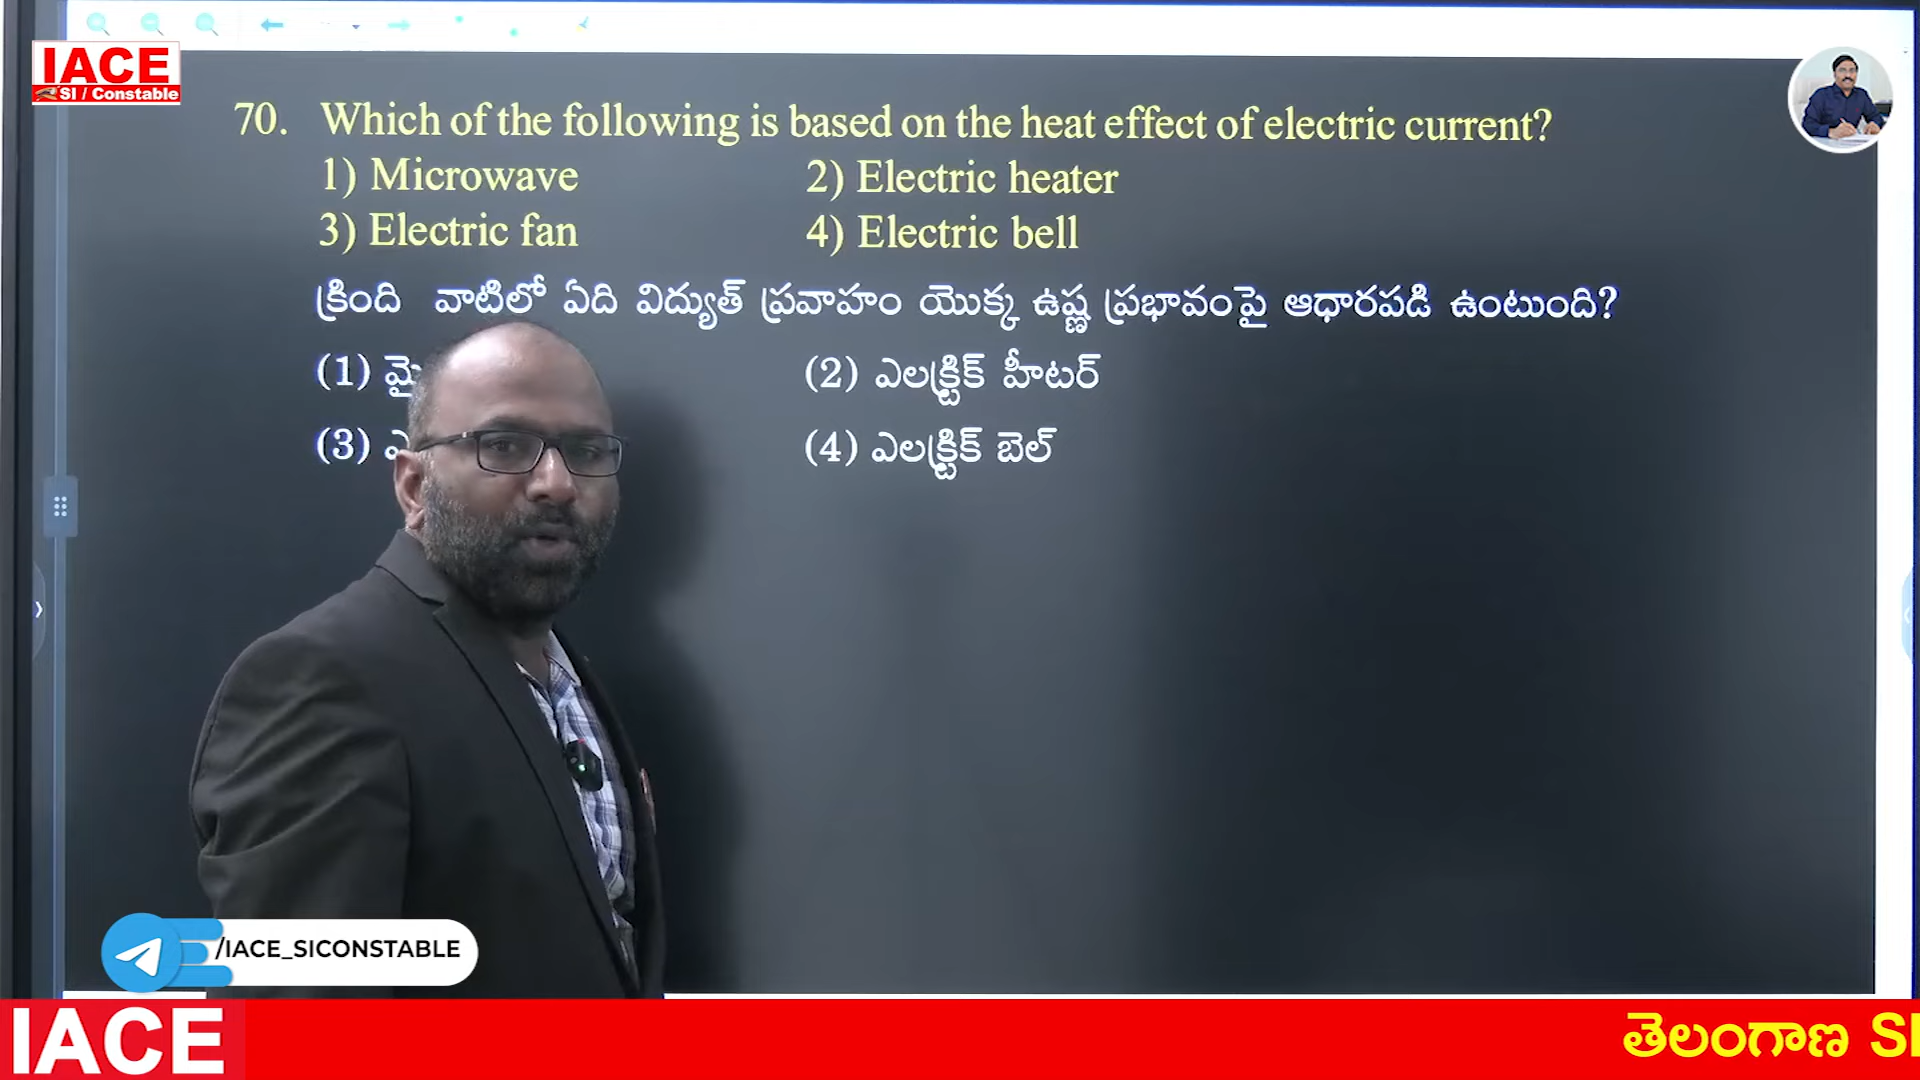 IACE
SI / Constable
70. Which of the following is based on the heat effect of electric current?
1) Microwave 2) Electric heater
3) Electric fan 4) Electric bell
క్రింది వాటిలో ఏది విద్యుత్ ప్రవాహం యొక్క ఉష్ణ ప్రభావంపై ఆధారపడి ఉంటుంది?
(1) (2) ఎలక్ట్రిక్ హీటర్
(3) (4) ఎలక్ట్రిక్ బెల్
/IACE_SICONSTABLE
IACE తెలంగాణ SI